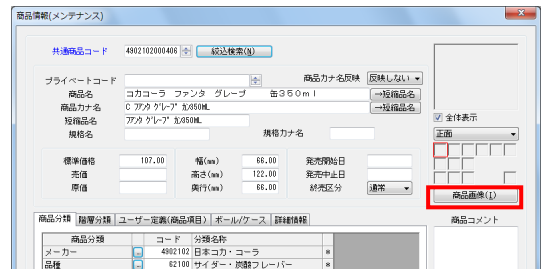 商品情報(メンテナンス)
共通商品コード 4902102000406 絞込検索(N)
プライベートコード 商品カナ名反映 反映しない
商品名 コカコーラ ファンタ グレープ 缶350ml →短縮品名
商品カナ名 C ファンタ グレープ カン350ML →短縮品名
短縮品名 ファンタ グレープ カン350ML
規格名 規格カナ名
全体表示
正面
標準価格 107.00 幅(mm) 66.00 発売開始日
売価 高さ(mm) 122.00 発売中止日
原価 奥行(mm) 66.00 終売区分 通常
商品画像(I)
商品分類 階層分類 ユーザー定義(商品項目) ボール/ケース 詳細情報
商品コメント
商品分類 コード 分類名称
メーカー 4902102 日本コカ・コーラ *
品種 62100 サイダー・炭酸フレーバー *